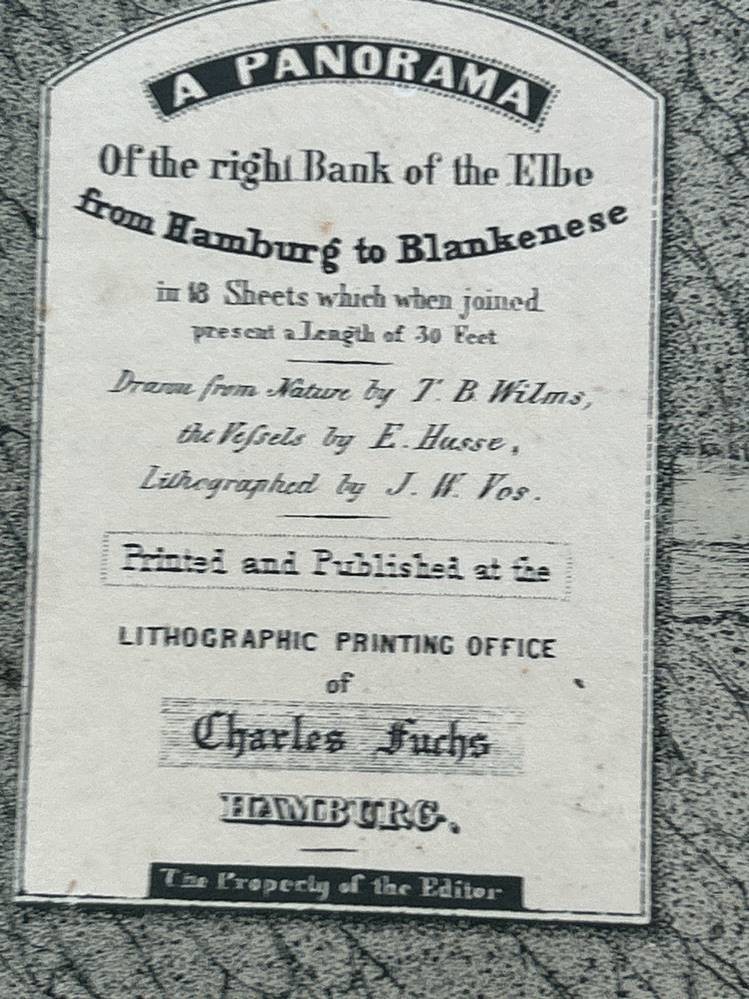 A PANORAMA
Of the right Bank of the Elbe
from Hamburg to Blankenese
in 18 Sheets which when joined
present a Length of 30 Feet
Drawn from Nature by T. B. Wilms,
the Veſsels by E. Husse,
Lithographed by J. W. Vos.
Printed and Published at the
LITHOGRAPHIC PRINTING OFFICE
of
Charles Fuchs
HAMBURG.
The Property of the Editor